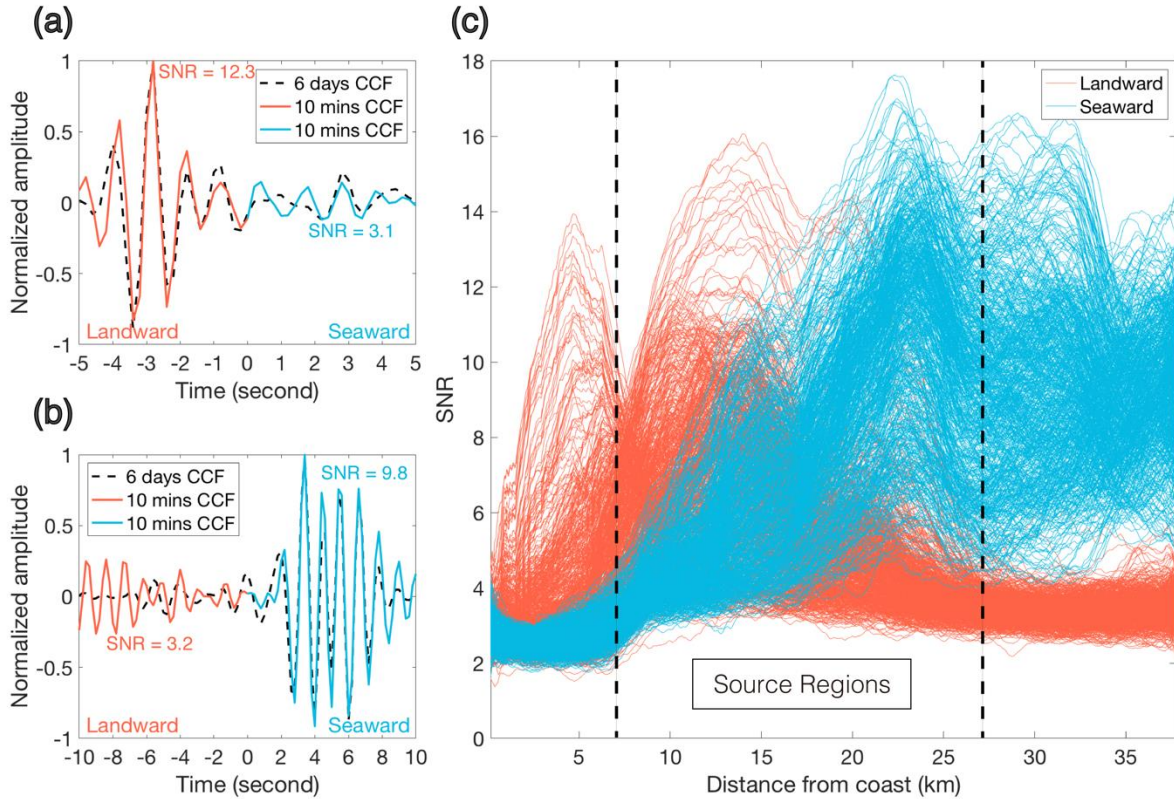 (a)
SNR = 12.3
6 days CCF
10 mins CCF
10 mins CCF
SNR = 3.1
Landward
Seaward
Normalized amplitude
1
0.5
0
-0.5
-1
-5 -4 -3 -2 -1 0 1 2 3 4 5
Time (second)
(b)
6 days CCF
10 mins CCF
10 mins CCF
SNR = 9.8
SNR = 3.2
Landward
Seaward
Normalized amplitude
1
0.5
0
-0.5
-1
-10 -8 -6 -4 -2 0 2 4 6 8 10
Time (second)
(c)
Landward
Seaward
SNR
18
16
14
12
10
8
6
4
2
0
Source Regions
5 10 15 20 25 30 35
Distance from coast (km)